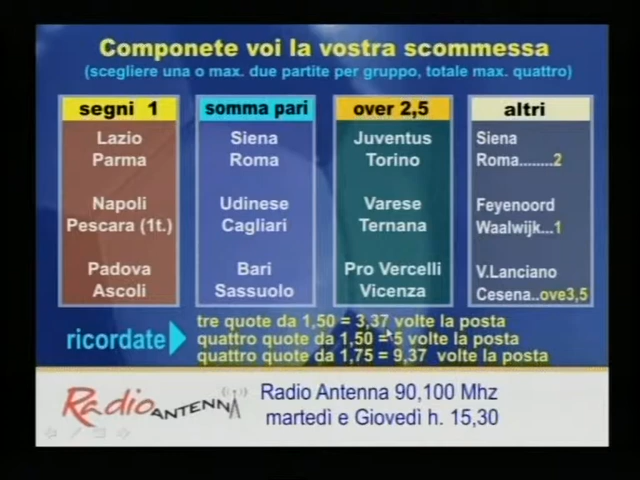 Componete voi la vostra scommessa
(scegliere una o max. due partite per gruppo, totale max. quattro)
segni 1
Lazio
Parma
Napoli
Pescara (1t.)
Padova
Ascoli
somma pari
Siena
Roma
Udinese
Cagliari
Bari
Sassuolo
over 2,5
Juventus
Torino
Varese
Ternana
Pro Vercelli
Vicenza
altri
Siena
Roma........2
Feyenoord
Waalwijk...1
V.Lanciano
Cesena..ove3,5
ricordate
tre quote da 1,50 = 3,37 volte la posta
quattro quote da 1,50 = 5 volte la posta
quattro quote da 1,75 = 9,37 volte la posta
Radio ANTENNA
Radio Antenna 90,100 Mhz
martedì e Giovedì h. 15,30